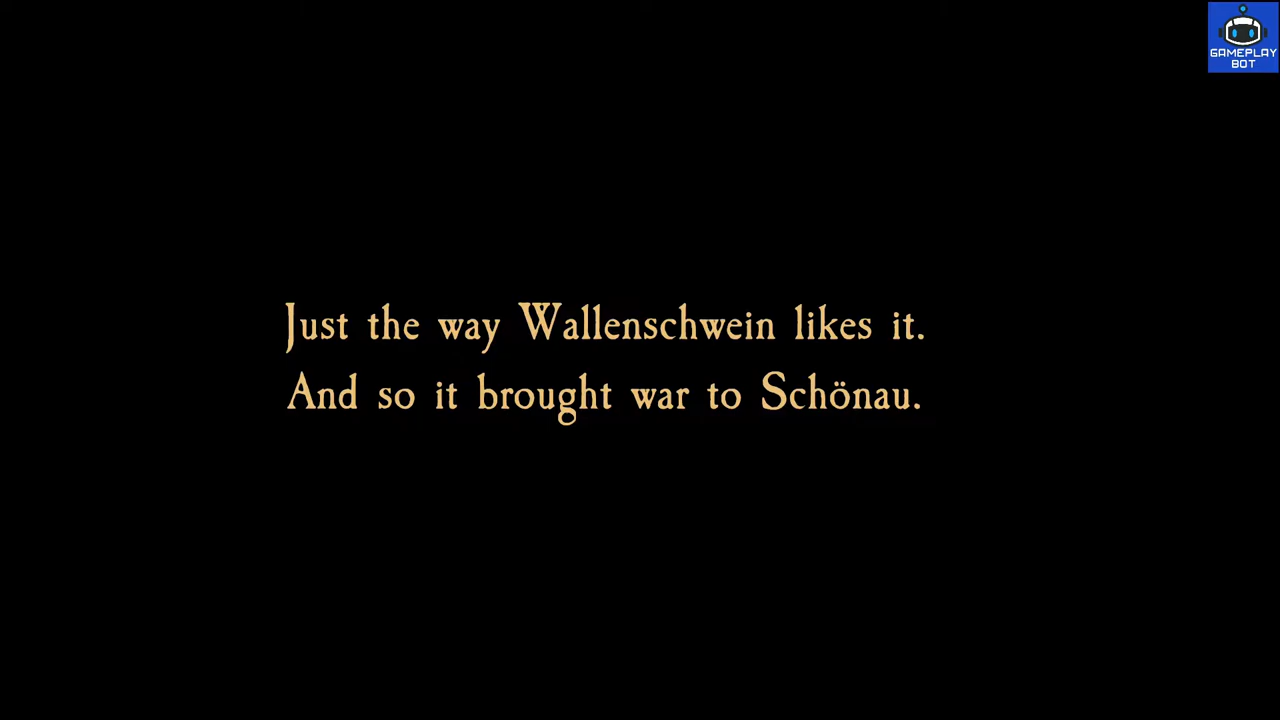 GAMEPLAY
BOT
Just the way Wallenschwein likes it.
And so it brought war to Schönau.